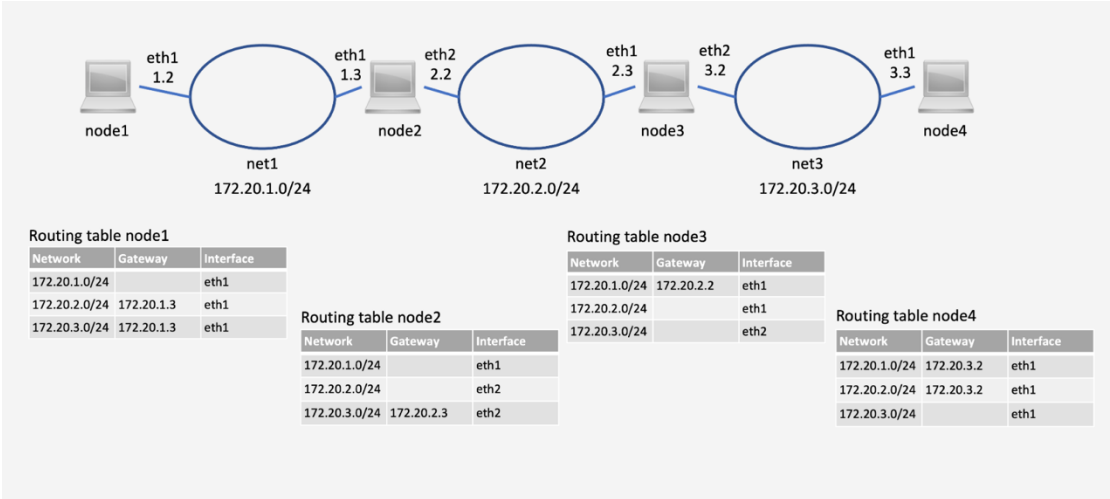 eth1
1.2
eth1
1.3
eth2
2.2
eth1
2.3
eth2
3.2
eth1
3.3
node1
node2
node3
node4
net1
172.20.1.0/24
net2
172.20.2.0/24
net3
172.20.3.0/24
Routing table node1
Network Gateway Interface
172.20.1.0/24 eth1
172.20.2.0/24 172.20.1.3 eth1
172.20.3.0/24 172.20.1.3 eth1
Routing table node2
Network Gateway Interface
172.20.1.0/24 eth1
172.20.2.0/24 eth2
172.20.3.0/24 172.20.2.3 eth2
Routing table node3
Network Gateway Interface
172.20.1.0/24 172.20.2.2 eth1
172.20.2.0/24 eth1
172.20.3.0/24 eth2
Routing table node4
Network Gateway Interface
172.20.1.0/24 172.20.3.2 eth1
172.20.2.0/24 172.20.3.2 eth1
172.20.3.0/24 eth1